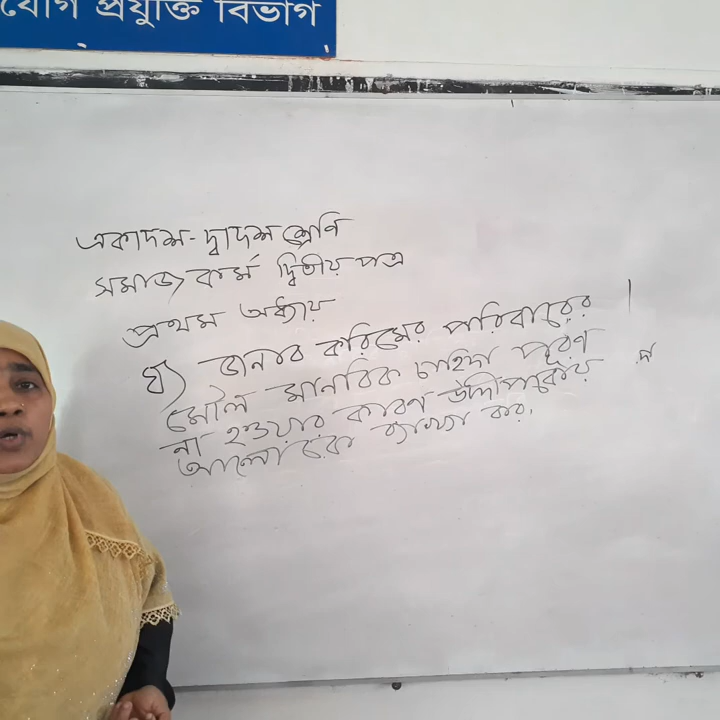 যোগ প্রযুক্তি বিভাগ
একাদশ-দ্বাদশ শ্রেণি
সমাজকর্ম দ্বিতীয় পত্র
প্রথম অধ্যায়
ঘ) জনাব করিমের পারিবারের
মৌল মানবিক চাহিদা পূরণ
না হওয়ার কারণ উদ্দীপকের
আলোকে ব্যাখ্যা কর।